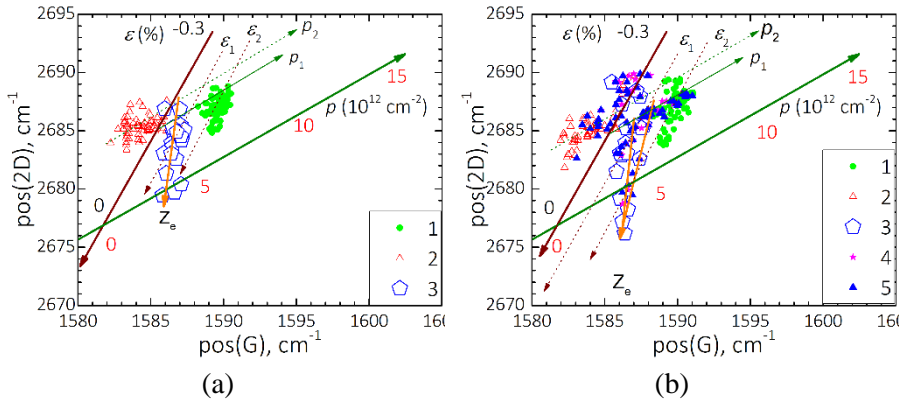 2695
2690
2685
2680
2675
2670
pos(2D), cm⁻¹
ε (%) -0.3
ε₁
ε₂
p₂
p₁
15
p (10¹² cm⁻²)
10
5
0
0
Zₑ
1
2
3
1580 1585 1590 1595 1600 160
pos(G), cm⁻¹
(a)
2695
2690
2685
2680
2675
2670
pos(2D), cm⁻¹
ε (%) -0.3
ε₁
ε₂
p₂
p₁
15
p (10¹² cm⁻²)
10
5
0
0
Zₑ
1
2
3
4
5
1580 1585 1590 1595 1600 160
pos(G), cm⁻¹
(b)